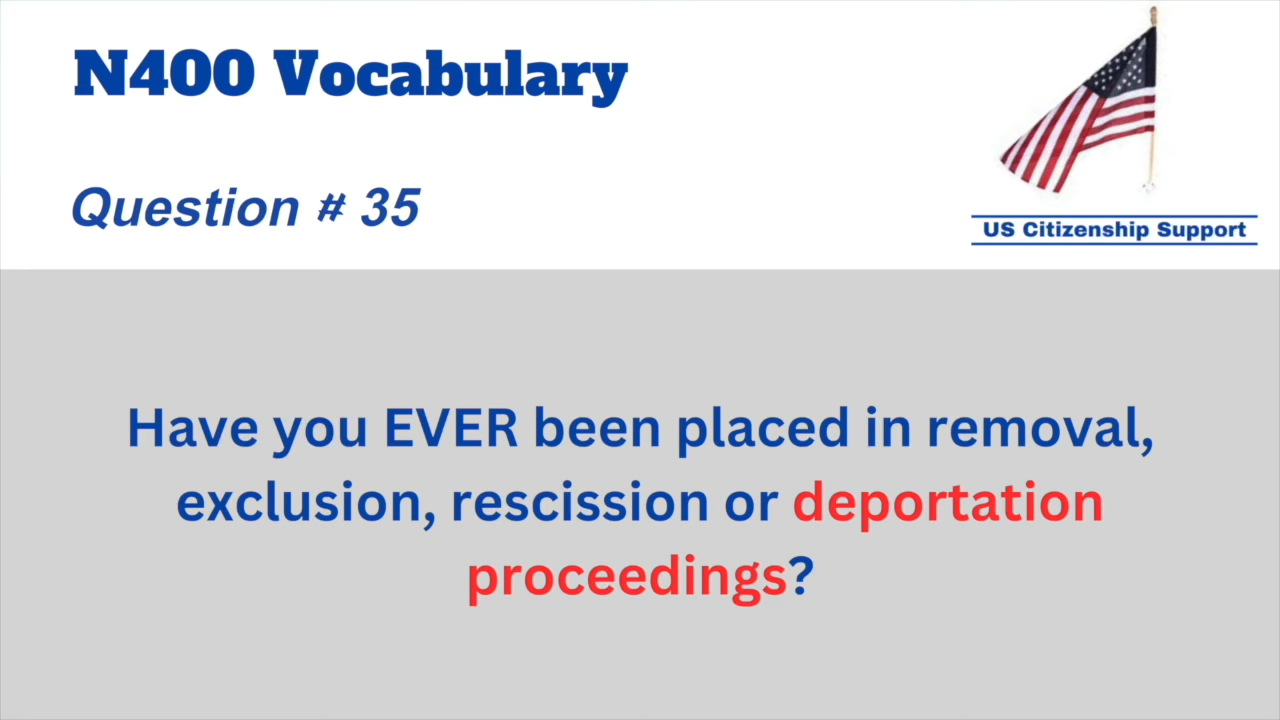 N400 Vocabulary
Question # 35
US Citizenship Support
Have you EVER been placed in removal,
exclusion, rescission or deportation
proceedings?